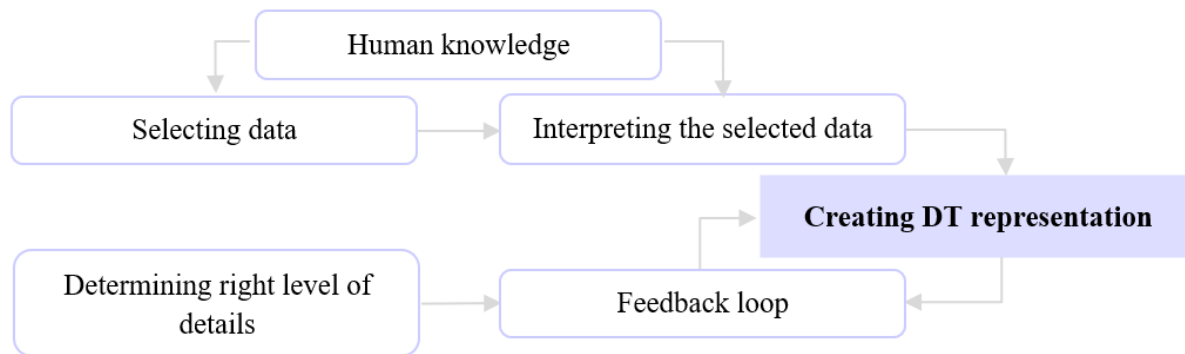 Human knowledge
Selecting data
Interpreting the selected data
Creating DT representation
Determining right level of
details
Feedback loop